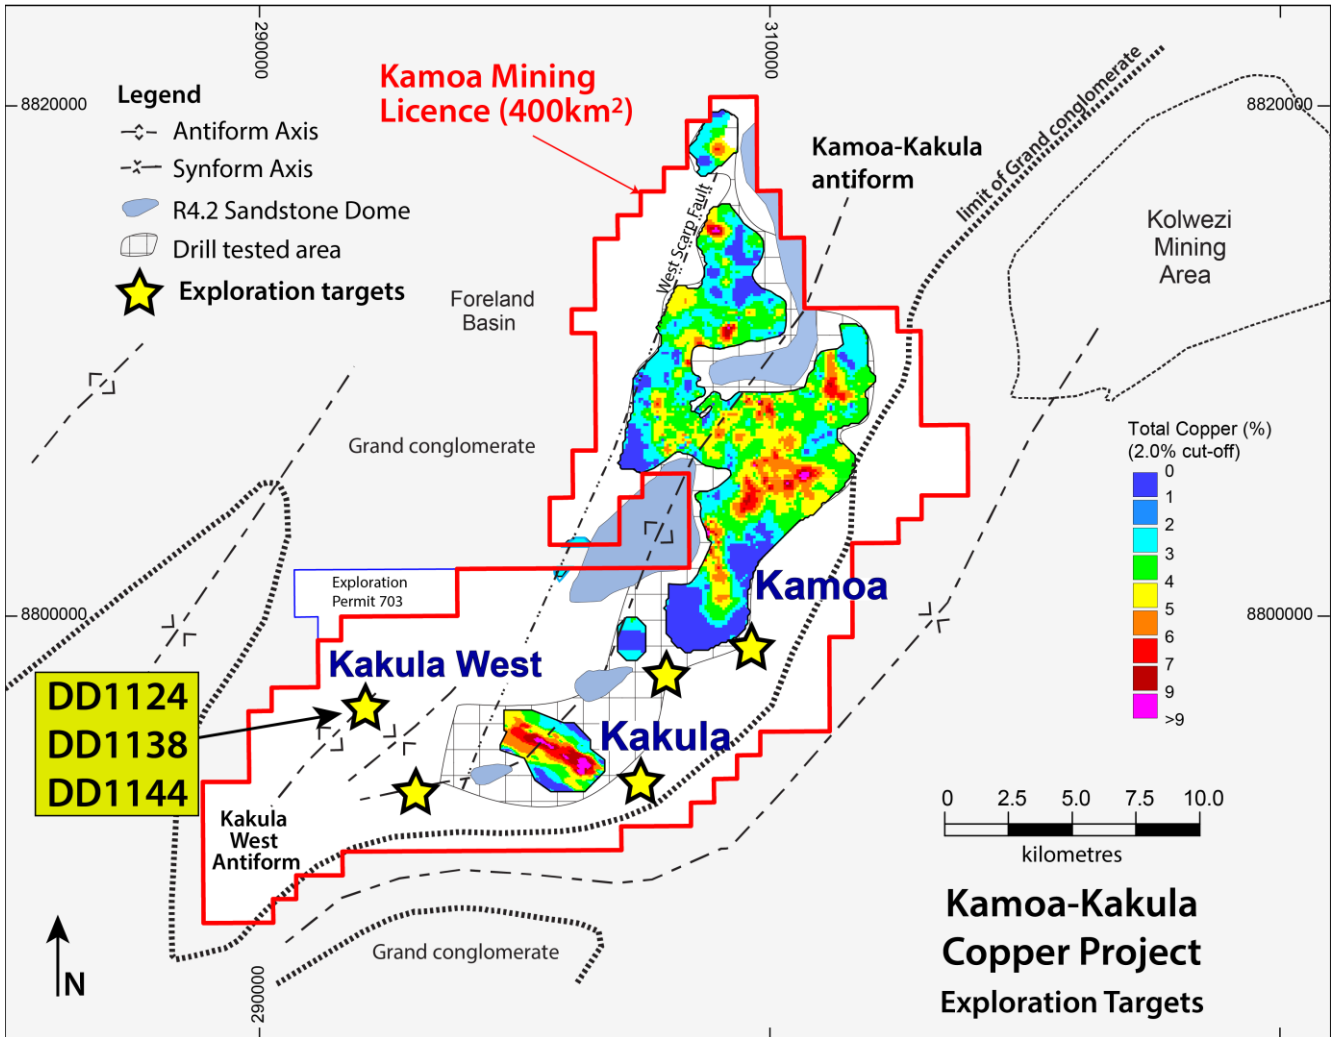 290000
310000
8820000
8820000
Legend
Antiform Axis
Synform Axis
R4.2 Sandstone Dome
Drill tested area
Exploration targets
Kamoa Mining
Licence (400km²)
Kamoa-Kakula
antiform
limit of Grand conglomerate
Kolwezi
Mining
Area
West Scarp Fault
Foreland
Basin
Grand conglomerate
Total Copper (%)
(2.0% cut-off)
0
1
2
3
4
5
6
7
9
>9
Exploration
Permit 703
Kamoa
8800000
8800000
Kakula West
DD1124
DD1138
DD1144
Kakula
Kakula
West
Antiform
0 2.5 5.0 7.5 10.0
kilometres
Kamoa-Kakula
Copper Project
Exploration Targets
Grand conglomerate
N
290000